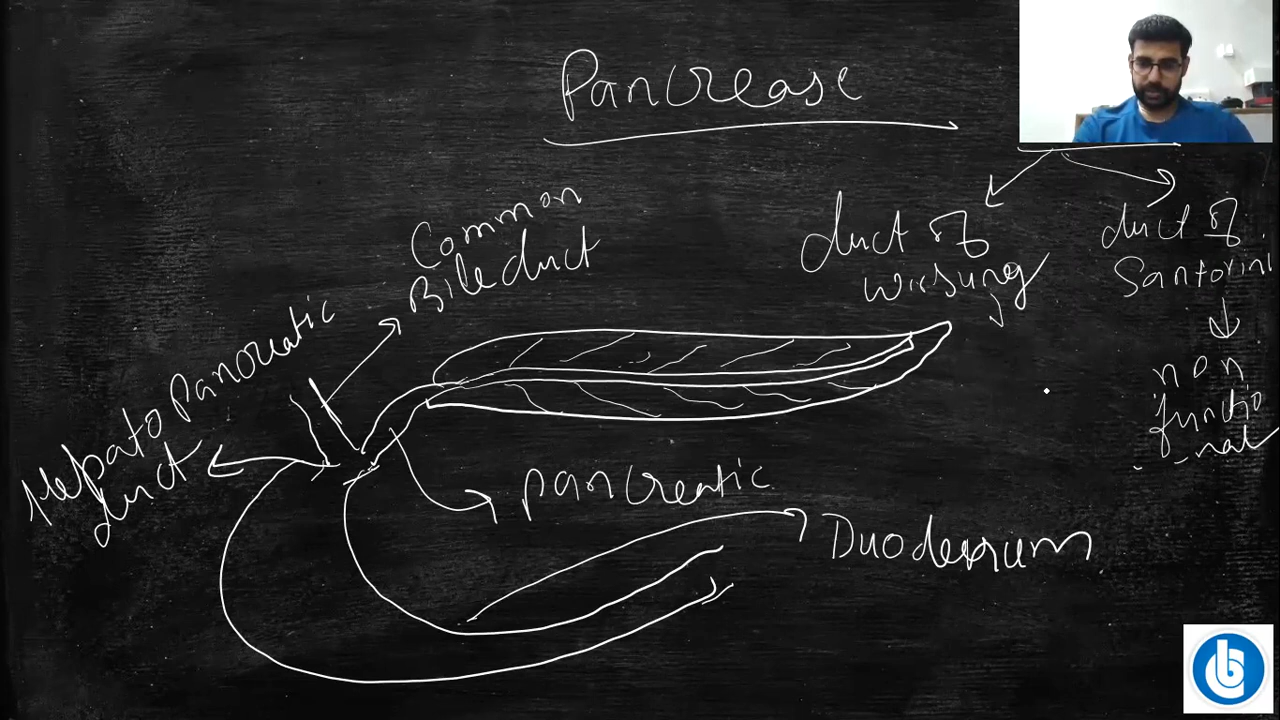 Pancrease
Common
Bile duct
duct of
wirsung
duct of
Santorini
non
functio
nal
Hepato Pancreatic
duct
Pancreatic
Duodenum